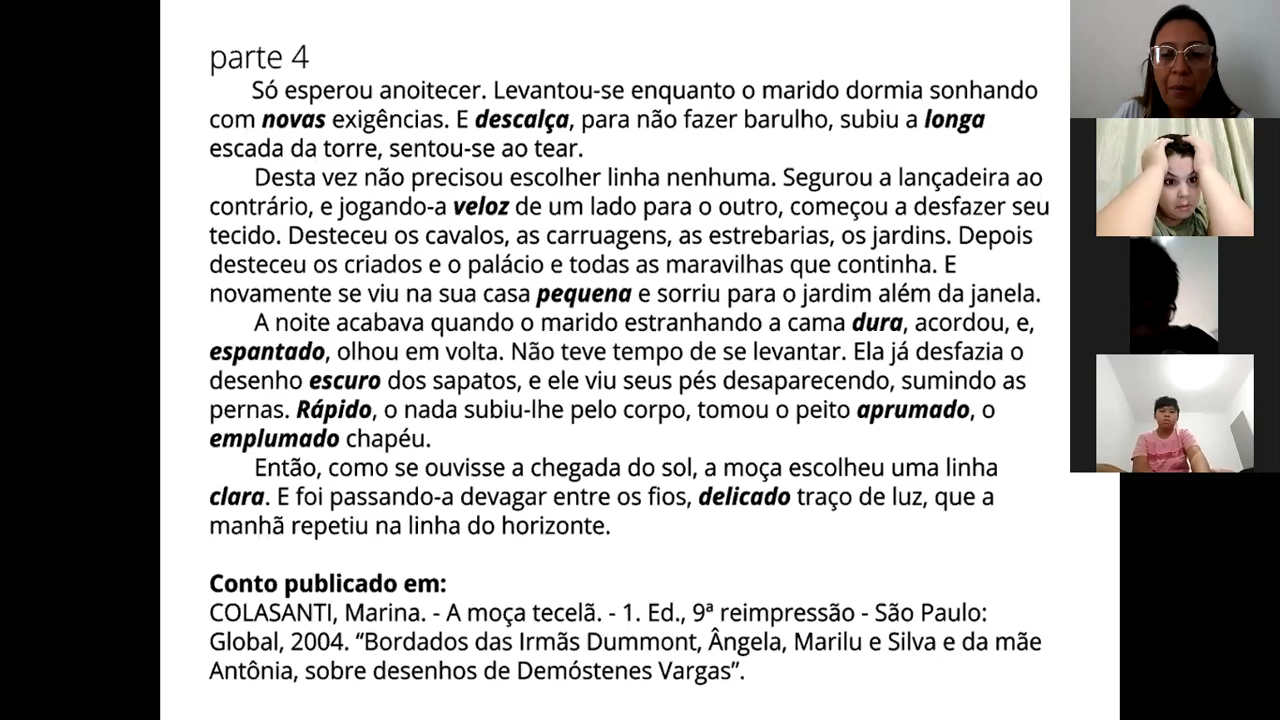 parte 4
Só esperou anoitecer. Levantou-se enquanto o marido dormia sonhando
com novas exigências. E descalça, para não fazer barulho, subiu a longa
escada da torre, sentou-se ao tear.
Desta vez não precisou escolher linha nenhuma. Segurou a lançadeira ao
contrário, e jogando-a veloz de um lado para o outro, começou a desfazer seu
tecido. Desteceu os cavalos, as carruagens, as estrebarias, os jardins. Depois
desteceu os criados e o palácio e todas as maravilhas que continha. E
novamente se viu na sua casa pequena e sorriu para o jardim além da janela.
A noite acabava quando o marido estranhando a cama dura, acordou, e,
espantado, olhou em volta. Não teve tempo de se levantar. Ela já desfazia o
desenho escuro dos sapatos, e ele viu seus pés desaparecendo, sumindo as
pernas. Rápido, o nada subiu-lhe pelo corpo, tomou o peito aprumado, o
emplumado chapéu.
Então, como se ouvisse a chegada do sol, a moça escolheu uma linha
clara. E foi passando-a devagar entre os fios, delicado traço de luz, que a
manhã repetiu na linha do horizonte.
Conto publicado em:
COLASANTI, Marina. - A moça tecelã. - 1. Ed., 9ª reimpressão - São Paulo:
Global, 2004. “Bordados das Irmãs Dummont, Ângela, Marilu e Silva e da mãe
Antônia, sobre desenhos de Demóstenes Vargas”.